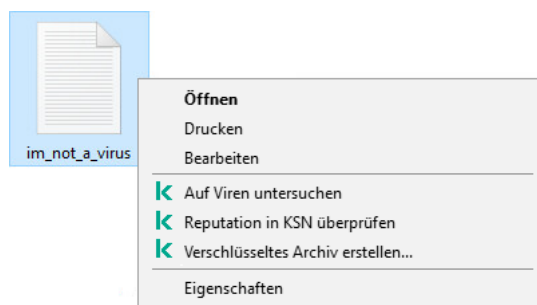 im_not_a_virus
Öffnen
Drucken
Bearbeiten
Auf Viren untersuchen
Reputation in KSN überprüfen
Verschlüsseltes Archiv erstellen...
Eigenschaften